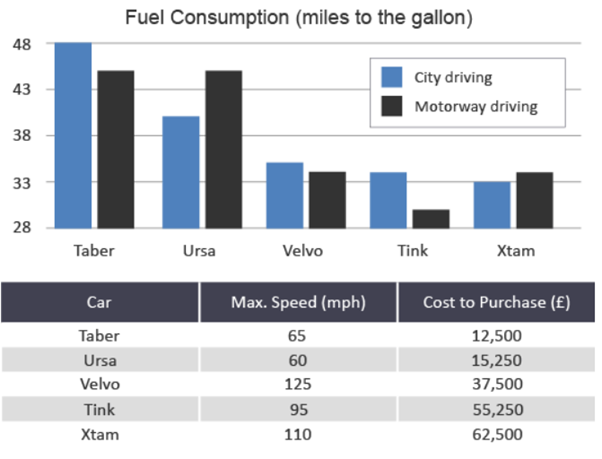 Fuel Consumption (miles to the gallon)
48
43
38
33
28
City driving
Motorway driving
Taber Ursa Velvo Tink Xtam
Car Max. Speed (mph) Cost to Purchase (£)
Taber 65 12,500
Ursa 60 15,250
Velvo 125 37,500
Tink 95 55,250
Xtam 110 62,500